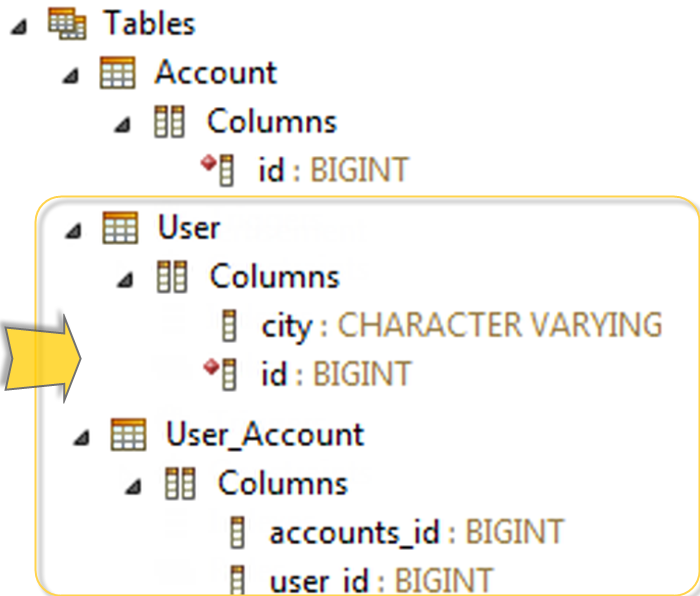 Tables
Account
Columns
id : BIGINT
User
Columns
city : CHARACTER VARYING
id : BIGINT
User_Account
Columns
accounts_id : BIGINT
user_id : BIGINT